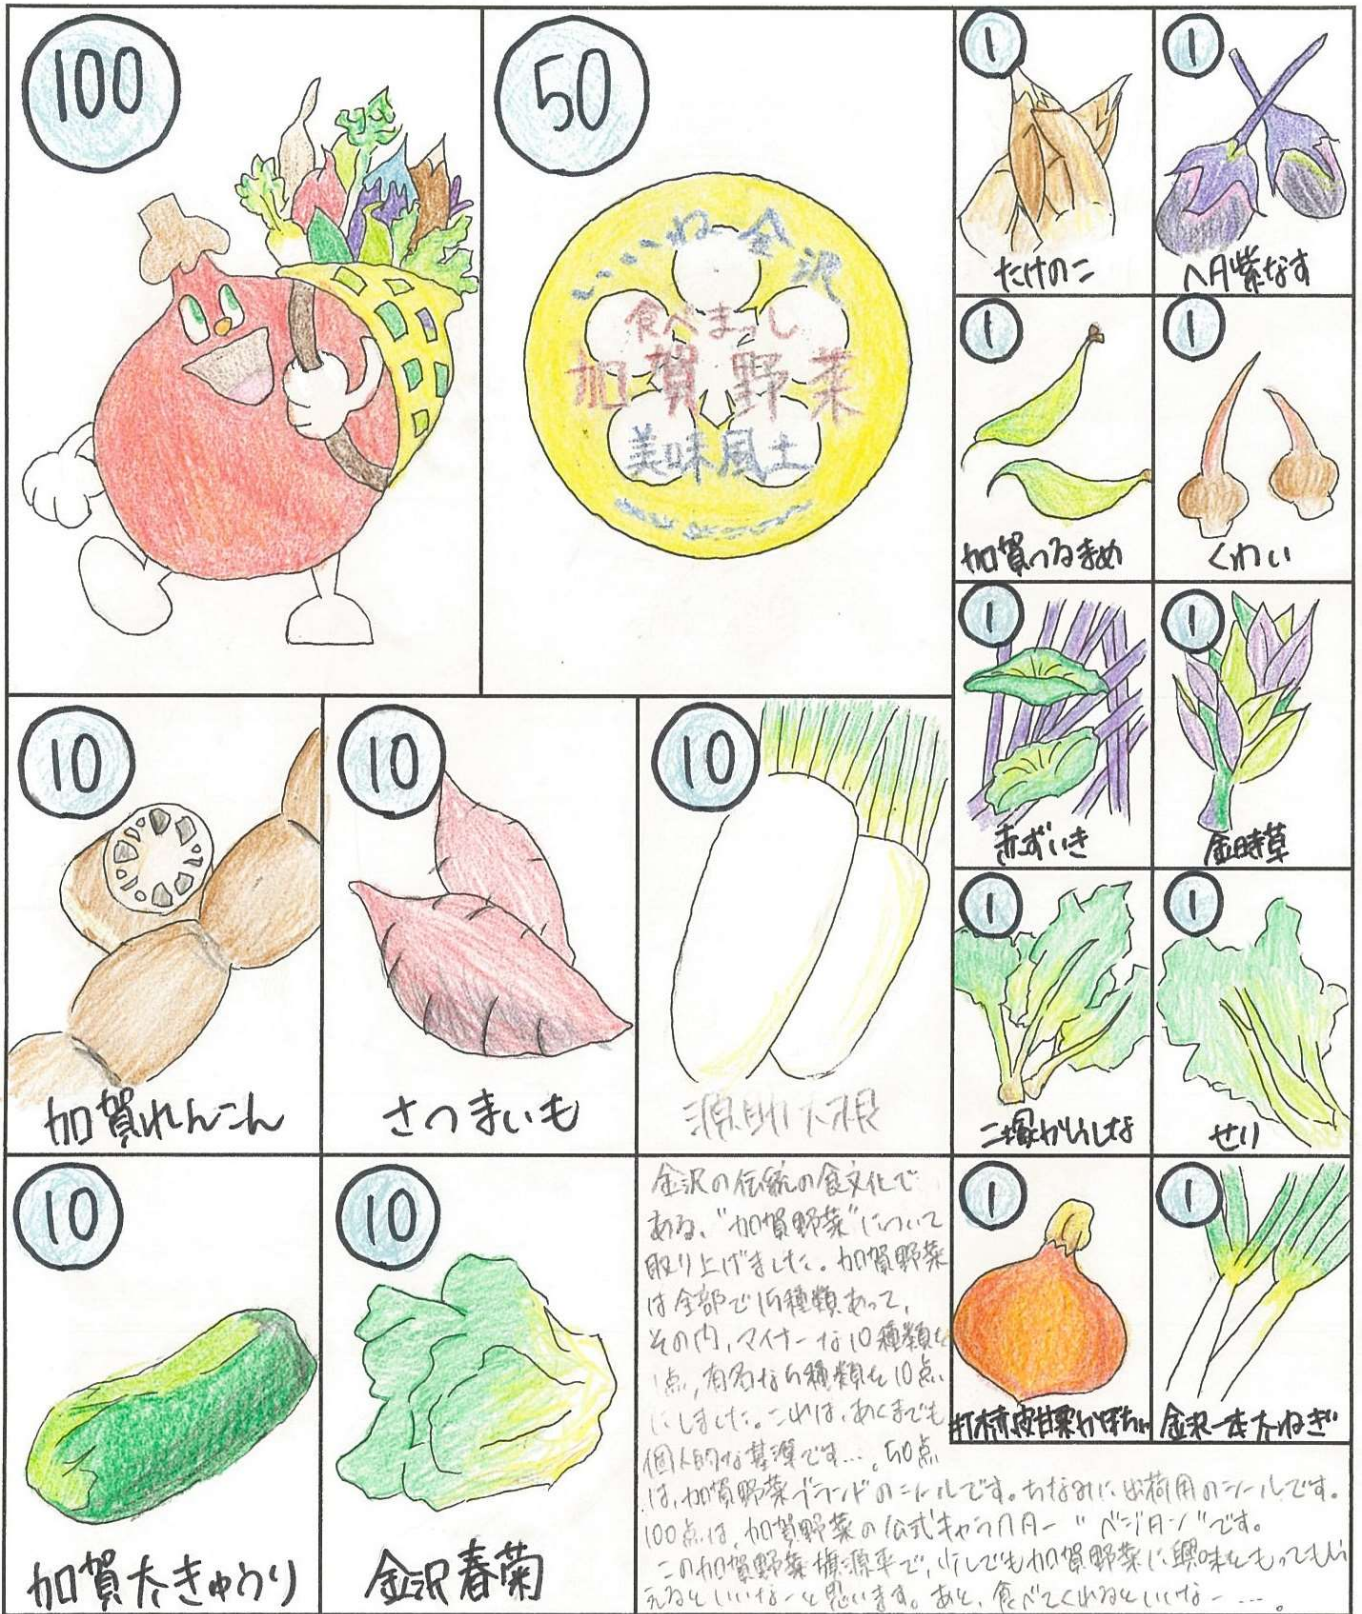 100
50
いいね金沢
食べまっし
加賀野菜
美味風土
1
たけのこ
1
ヘタ紫なす
1
加賀つるまめ
1
くわい
1
赤ずいき
1
金時草
1
二塚からしな
1
せり
1
打木赤皮甘栗かぼちゃ
1
金沢一本太ねぎ
10
加賀れんこん
10
さつまいも
10
源助大根
10
加賀太きゅうり
10
金沢春菊
金沢の伝統の食文化で
ある、"加賀野菜"について
取り上げました。加賀野菜
は全部で15種類あって、
その内、マイナーな10種類を
1点、有名な5種類を10点
にしました。これは、あくまでも
個人的な基準です…。50点
は、加賀野菜ブランドのシールです。ちなみに出荷用のシールです。
100点は、加賀野菜の公式キャラクター"ベジタン"です。
この加賀野菜旗源平で、少しでも加賀野菜に興味をもってもら
えるといいなーと思います。あと、食べてくれるといいなー…。